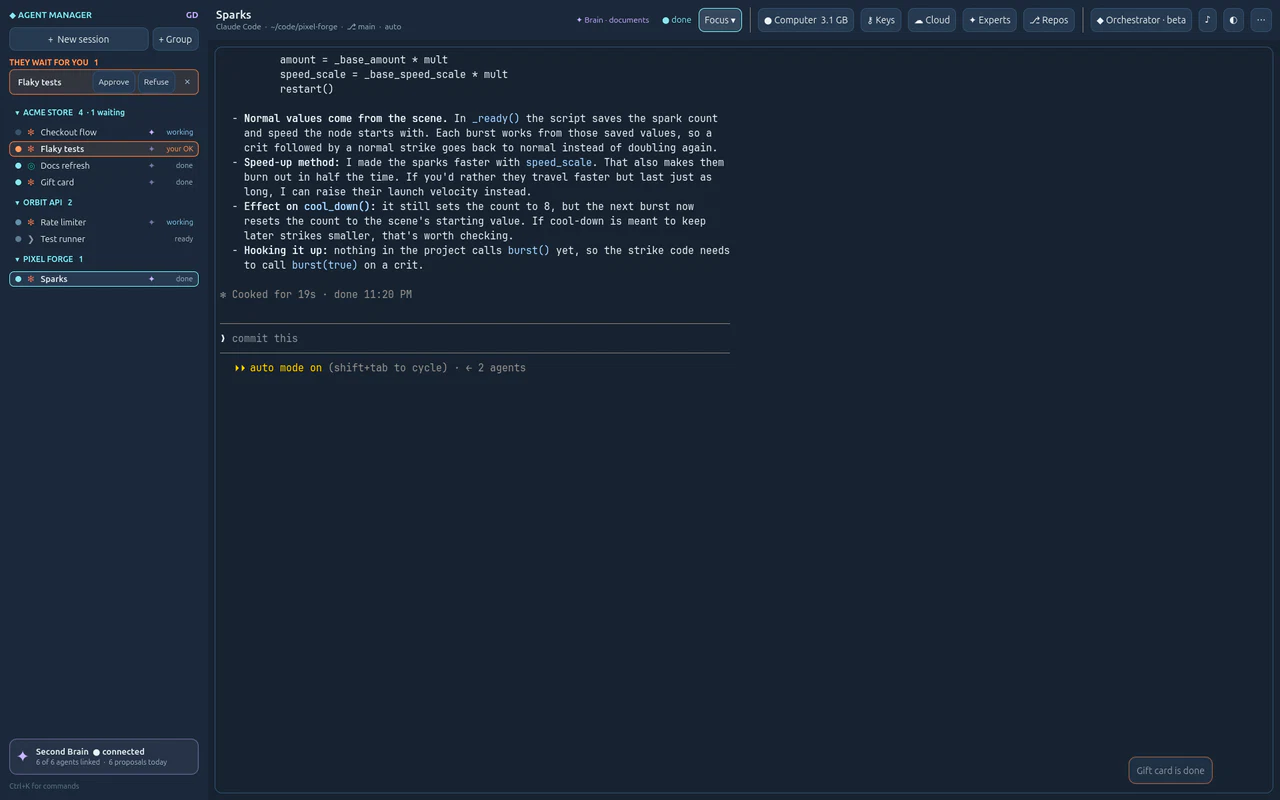 ◆ AGENT MANAGER GD
+ New session + Group
THEY WAIT FOR YOU 1
Flaky tests Approve Refuse ×
▾ ACME STORE 4 · 1 waiting
Checkout flow working
Flaky tests your OK
Docs refresh done
Gift card done
▾ ORBIT API 2
Rate limiter working
❯ Test runner ready
▾ PIXEL FORGE 1
Sparks done
Second Brain ● connected
6 of 6 agents linked · 6 proposals today
Ctrl+K for commands
Sparks
Claude Code · ~/code/pixel-forge · ⎇ main · auto
✦ Brain · documents ● done Focus ▾ ● Computer 3.1 GB Keys ☁ Cloud ✦ Experts ⎇ Repos ◆ Orchestrator · beta ♪ ◐ ···
amount = _base_amount * mult
speed_scale = _base_speed_scale * mult
restart()
- Normal values come from the scene. In _ready() the script saves the spark count
and speed the node starts with. Each burst works from those saved values, so a
crit followed by a normal strike goes back to normal instead of doubling again.
- Speed-up method: I made the sparks faster with speed_scale. That also makes them
burn out in half the time. If you'd rather they travel faster but last just as
long, I can raise their launch velocity instead.
- Effect on cool_down(): it still sets the count to 8, but the next burst now
resets the count to the scene's starting value. If cool-down is meant to keep
later strikes smaller, that's worth checking.
- Hooking it up: nothing in the project calls burst() yet, so the strike code needs
to call burst(true) on a crit.
✻ Cooked for 19s · done 11:20 PM
❯ commit this
⏵⏵ auto mode on (shift+tab to cycle) · ← 2 agents
Gift card is done